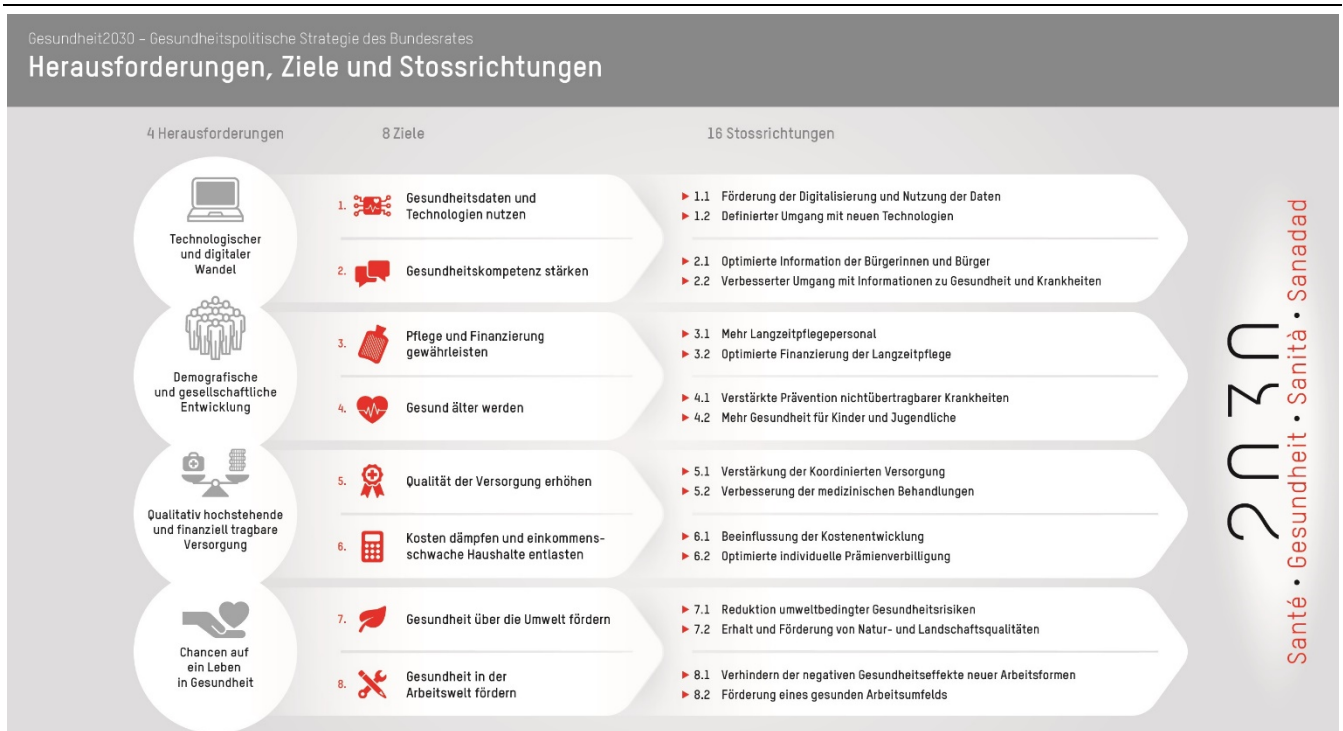 Gesundheit2030 – Gesundheitspolitische Strategie des Bundesrates
Herausforderungen, Ziele und Stossrichtungen
4 Herausforderungen
8 Ziele
16 Stossrichtungen
Technologischer
und digitaler
Wandel
1.
Gesundheitsdaten und
Technologien nutzen
▶ 1.1 Förderung der Digitalisierung und Nutzung der Daten
▶ 1.2 Definierter Umgang mit neuen Technologien
2.
Gesundheitskompetenz stärken
▶ 2.1 Optimierte Information der Bürgerinnen und Bürger
▶ 2.2 Verbesserter Umgang mit Informationen zu Gesundheit und Krankheiten
Demografische
und gesellschaftliche
Entwicklung
3.
Pflege und Finanzierung
gewährleisten
▶ 3.1 Mehr Langzeitpflegepersonal
▶ 3.2 Optimierte Finanzierung der Langzeitpflege
4.
Gesund älter werden
▶ 4.1 Verstärkte Prävention nichtübertragbarer Krankheiten
▶ 4.2 Mehr Gesundheit für Kinder und Jugendliche
Qualitativ hochstehende
und finanziell tragbare
Versorgung
5.
Qualität der Versorgung erhöhen
▶ 5.1 Verstärkung der Koordinierten Versorgung
▶ 5.2 Verbesserung der medizinischen Behandlungen
6.
Kosten dämpfen und einkommens-
schwache Haushalte entlasten
▶ 6.1 Beeinflussung der Kostenentwicklung
▶ 6.2 Optimierte individuelle Prämienverbilligung
Chancen auf
ein Leben
in Gesundheit
7.
Gesundheit über die Umwelt fördern
▶ 7.1 Reduktion umweltbedingter Gesundheitsrisiken
▶ 7.2 Erhalt und Förderung von Natur- und Landschaftsqualitäten
8.
Gesundheit in der
Arbeitswelt fördern
▶ 8.1 Verhindern der negativen Gesundheitseffekte neuer Arbeitsformen
▶ 8.2 Förderung eines gesunden Arbeitsumfelds
2030
Santé • Gesundheit • Sanità • Sanadad